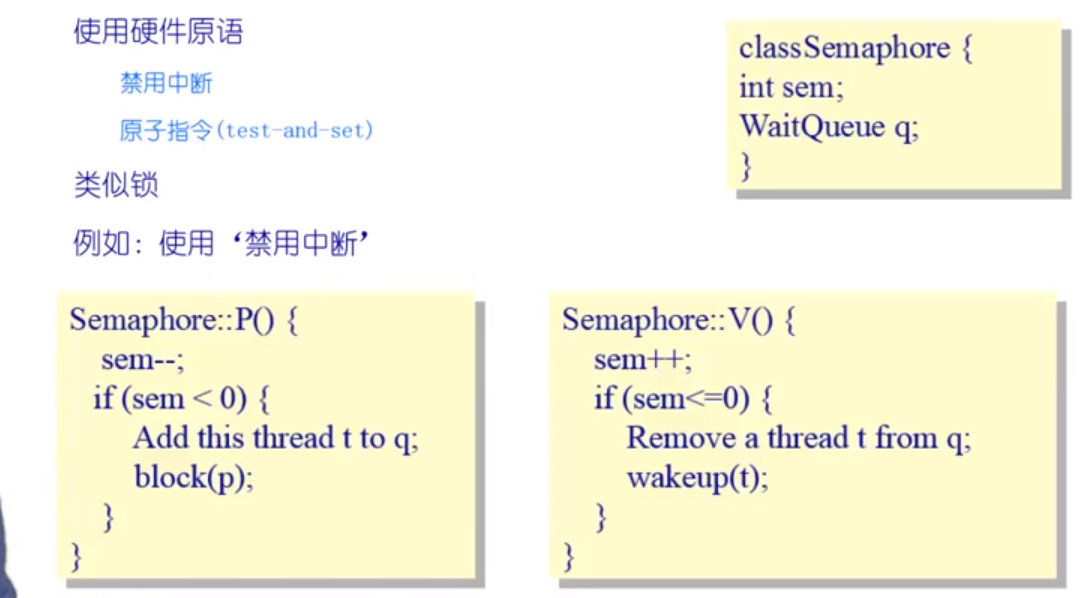 使用硬件原语
禁用中断
原子指令(test-and-set)
类似锁
例如：使用‘禁用中断’
classSemaphore {
int sem;
WaitQueue q;
}
Semaphore::P() {
sem--;
if (sem < 0) {
Add this thread t to q;
block(p);
}
}
Semaphore::V() {
sem++;
if (sem<=0) {
Remove a thread t from q;
wakeup(t);
}
}